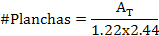 #Planchas = A_T / 1.22x2.44